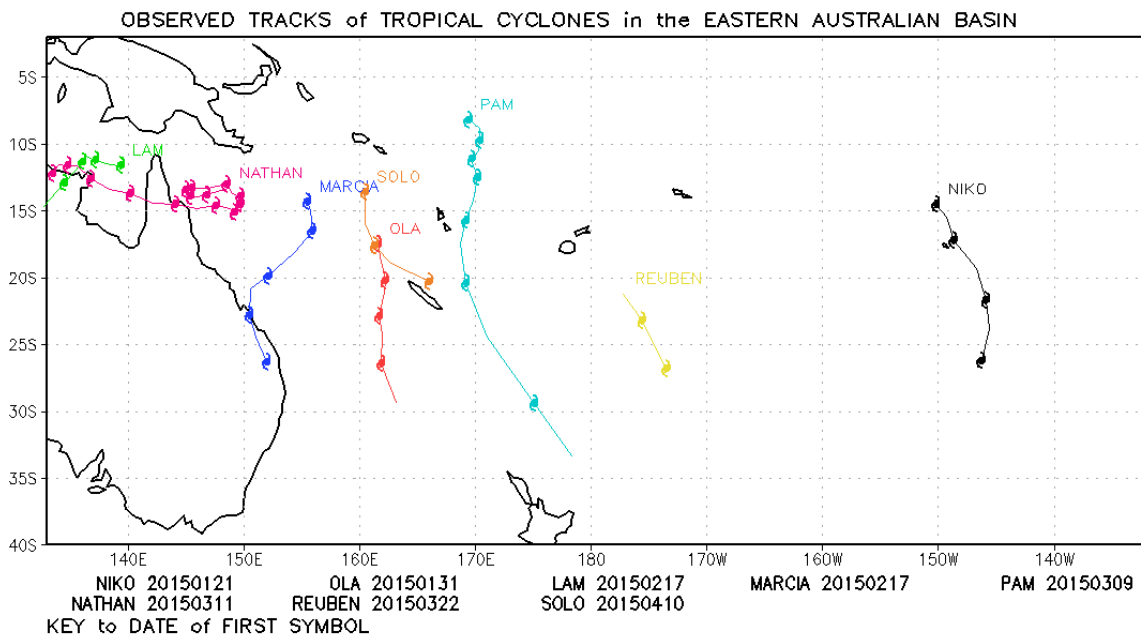 OBSERVED TRACKS of TROPICAL CYCLONES in the EASTERN AUSTRALIAN BASIN
5S
PAM
10S
LAM
NATHAN
MARCIA
SOLO
NIKO
15S
OLA
20S
REUBEN
25S
30S
35S
40S
140E 150E 160E 170E 180 170W 160W 150W 140W
NIKO 20150121 OLA 20150131 LAM 20150217 MARCIA 20150217 PAM 20150309
NATHAN 20150311 REUBEN 20150322 SOLO 20150410
KEY to DATE of FIRST SYMBOL